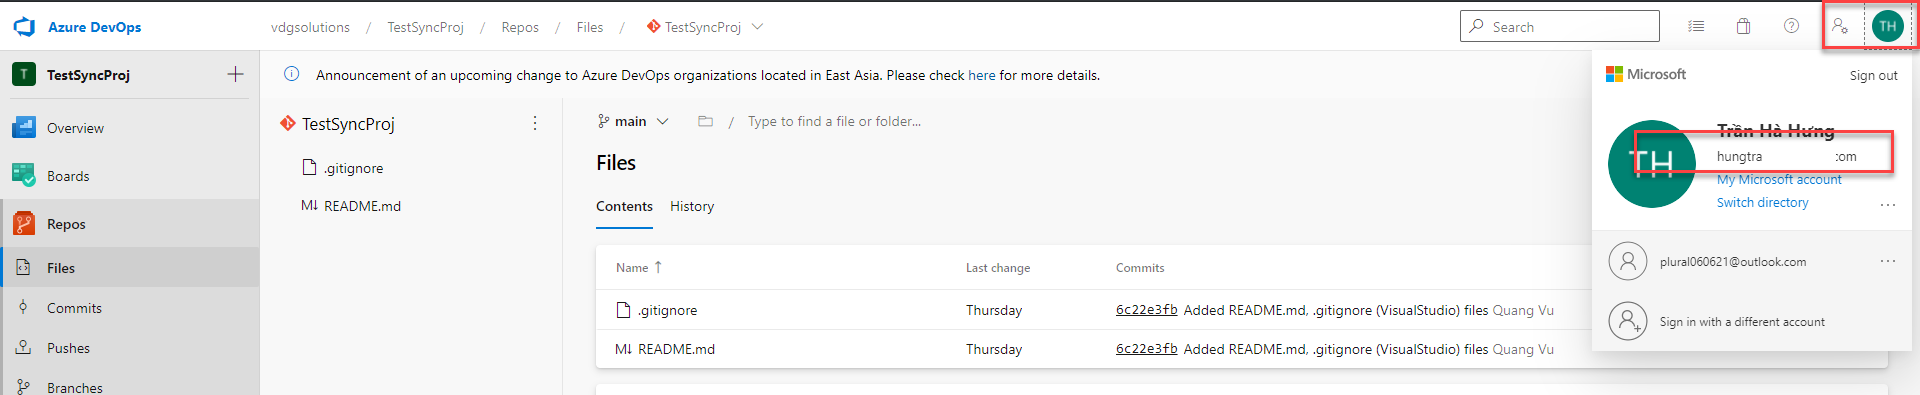 Azure DevOps
vdgsolutions / TestSyncProj / Repos / Files / TestSyncProj
Search
TH
T TestSyncProj
Announcement of an upcoming change to Azure DevOps organizations located in East Asia. Please check here for more details.
Microsoft
Sign out
Overview
Boards
Repos
Files
Commits
Pushes
Branches
TestSyncProj
.gitignore
M↓ README.md
main
/ Type to find a file or folder...
Files
Contents
History
Name ↑ Last change Commits
.gitignore Thursday 6c22e3fb Added README.md, .gitignore (VisualStudio) files Quang Vu
M↓ README.md Thursday 6c22e3fb Added README.md, .gitignore (VisualStudio) files Quang Vu
TH
Trần Hà Hưng
hungtra :om
My Microsoft account
Switch directory
plural060621@outlook.com
Sign in with a different account